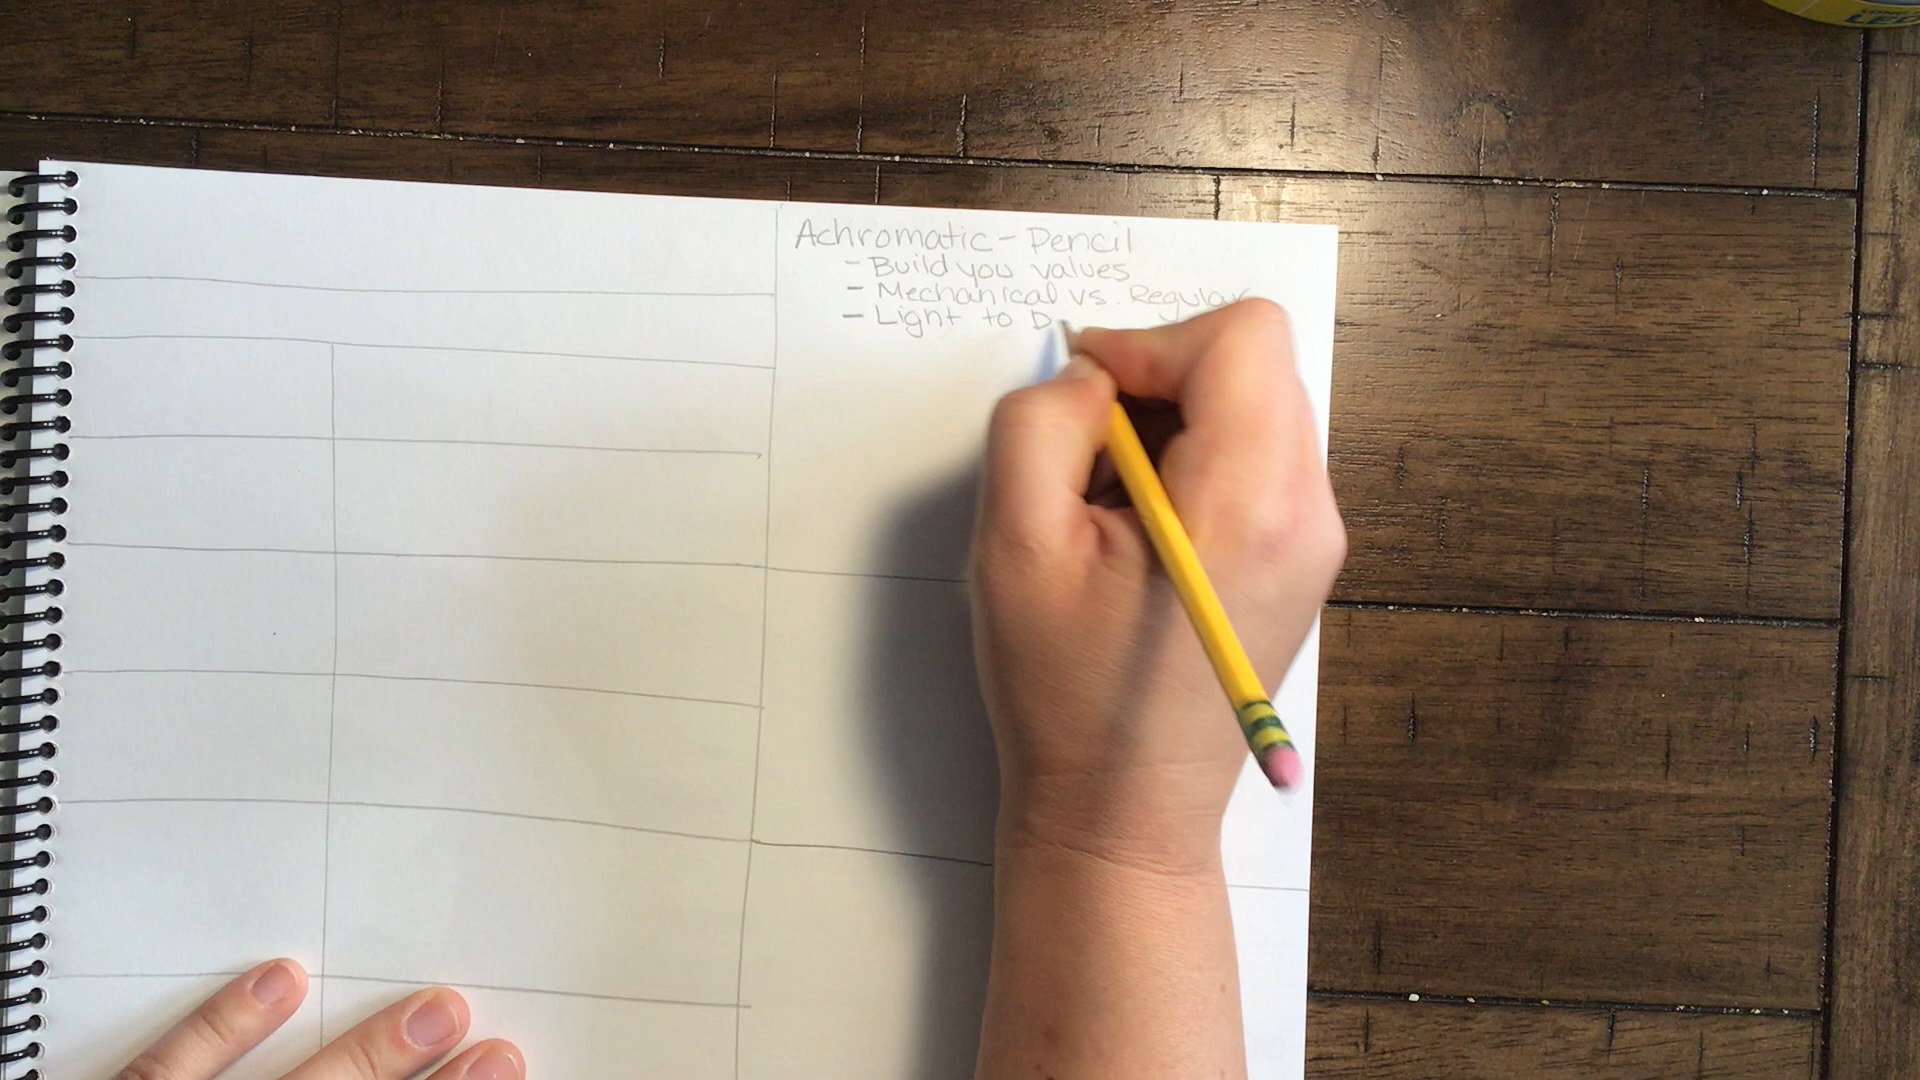 Achromatic - Pencil
- Build you values
- Mechanical vs. Regular
- Light to D